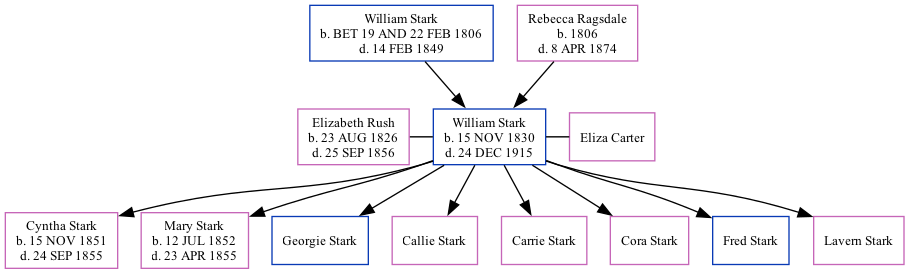 William Stark
b. BET 19 AND 22 FEB 1806
d. 14 FEB 1849
Rebecca Ragsdale
b. 1806
d. 8 APR 1874
Elizabeth Rush
b. 23 AUG 1826
d. 25 SEP 1856
William Stark
b. 15 NOV 1830
d. 24 DEC 1915
Eliza Carter
Cyntha Stark
b. 15 NOV 1851
d. 24 SEP 1855
Mary Stark
b. 12 JUL 1852
d. 23 APR 1855
Georgie Stark
Callie Stark
Carrie Stark
Cora Stark
Fred Stark
Lavern Stark